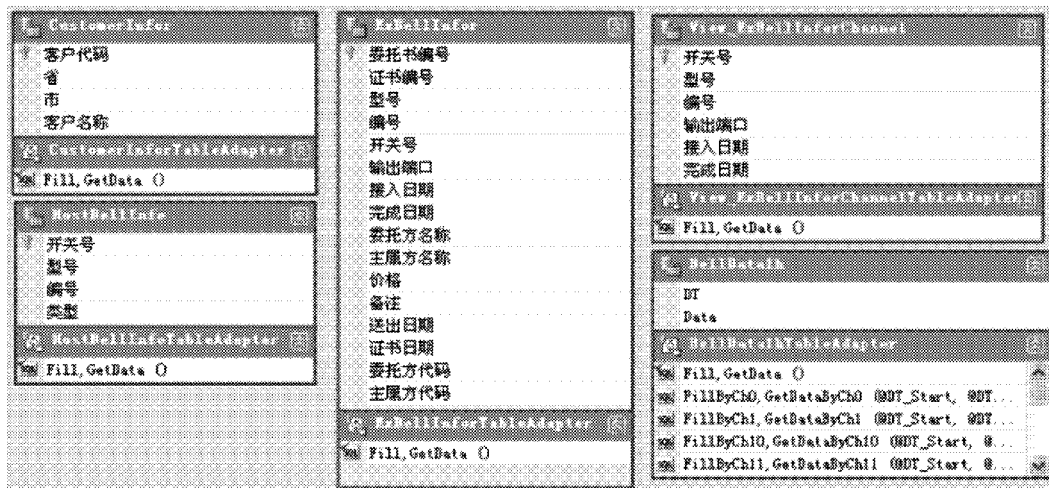 CustomerInfor
客户代码
省
市
客户名称
CustomerInforTableAdapter
Fill,GetData ()
HostBellInfo
开关号
型号
编号
类型
HostBellInfoTableAdapter
Fill,GetData ()
委托书编号
证书编号
型号
编号
开关号
输出端口
接入日期
完成日期
委托方名称
主属方名称
价格
备注
送出日期
证书日期
委托方代码
主属方代码
Fill,GetData ()
开关号
型号
编号
输出端口
接入日期
完成日期
Fill,GetData ()
DT
Data
Fill,GetData ()
FillByCh0,GetDataByCh0 (@DT_Start, @DT...
FillByCh1,GetDataByCh1 (@DT_Start, @DT...
FillByCh10,GetDataByCh10 (@DT_Start, @...
FillByCh11,GetDataByCh11 (@DT_Start, @...